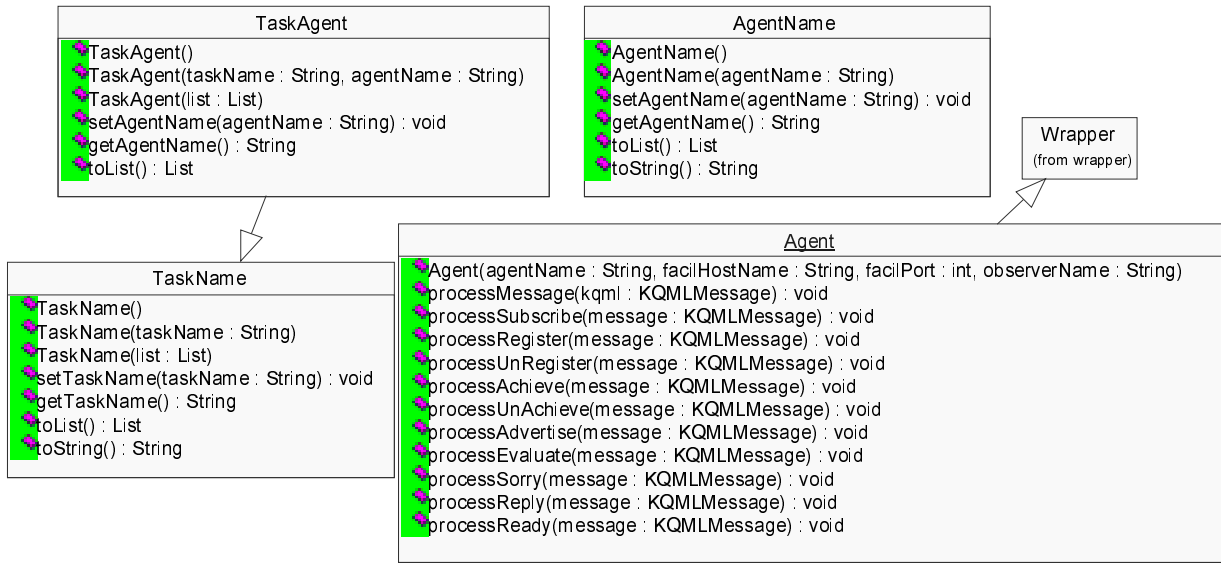 TaskAgent
TaskAgent()
TaskAgent(taskName : String, agentName : String)
TaskAgent(list : List)
setAgentName(agentName : String) : void
getAgentName() : String
toList() : List
AgentName
AgentName()
AgentName(agentName : String)
setAgentName(agentName : String) : void
getAgentName() : String
toList() : List
toString() : String
Wrapper
(from wrapper)
TaskName
TaskName()
TaskName(taskName : String)
TaskName(list : List)
setTaskName(taskName : String) : void
getTaskName() : String
toList() : List
toString() : String
Agent
Agent(agentName : String, facilHostName : String, facilPort : int, observerName : String)
processMessage(kqml : KQMLMessage) : void
processSubscribe(message : KQMLMessage) : void
processRegister(message : KQMLMessage) : void
processUnRegister(message : KQMLMessage) : void
processAchieve(message : KQMLMessage) : void
processUnAchieve(message : KQMLMessage) : void
processAdvertise(message : KQMLMessage) : void
processEvaluate(message : KQMLMessage) : void
processSorry(message : KQMLMessage) : void
processReply(message : KQMLMessage) : void
processReady(message : KQMLMessage) : void